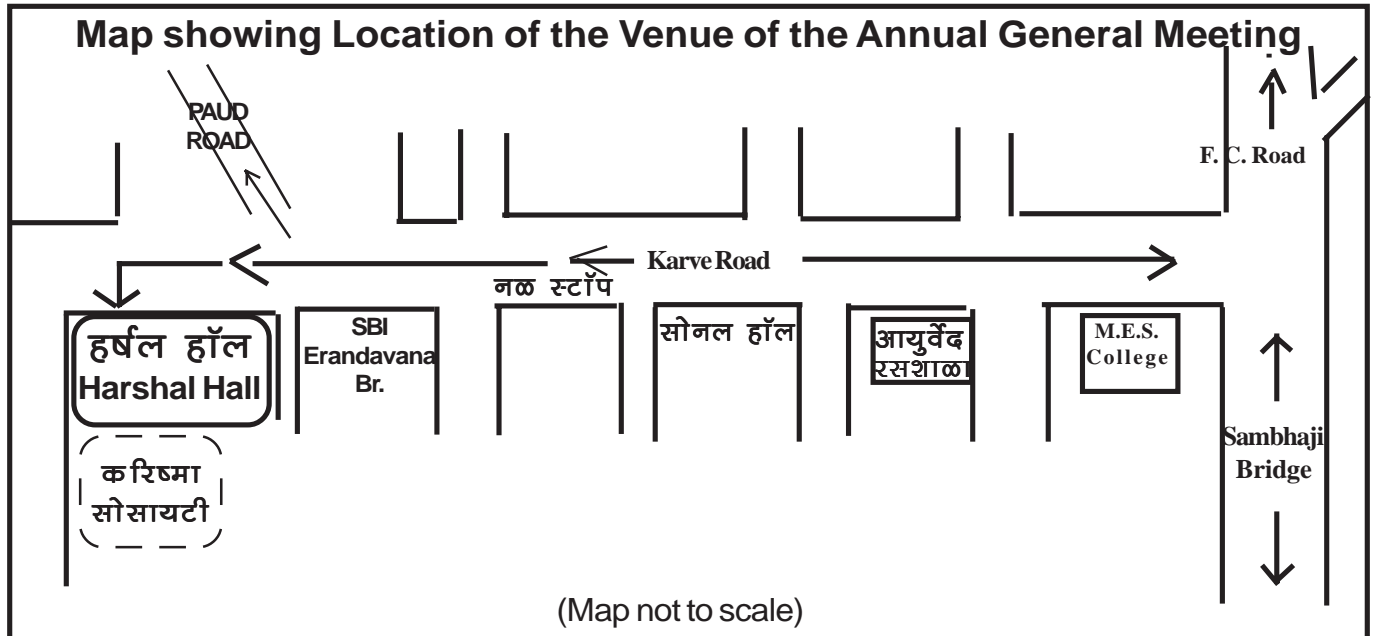 Map showing Location of the Venue of the Annual General Meeting
PAUD
ROAD
F. C. Road
Karve Road
नळ स्टॉप
हर्षल हॉल
Harshal Hall
SBI
Erandavana
Br.
सोनल हॉल
आयुर्वेद
रसशाळा
M.E.S.
College
करिष्मा
सोसायटी
Sambhaji
Bridge
(Map not to scale)